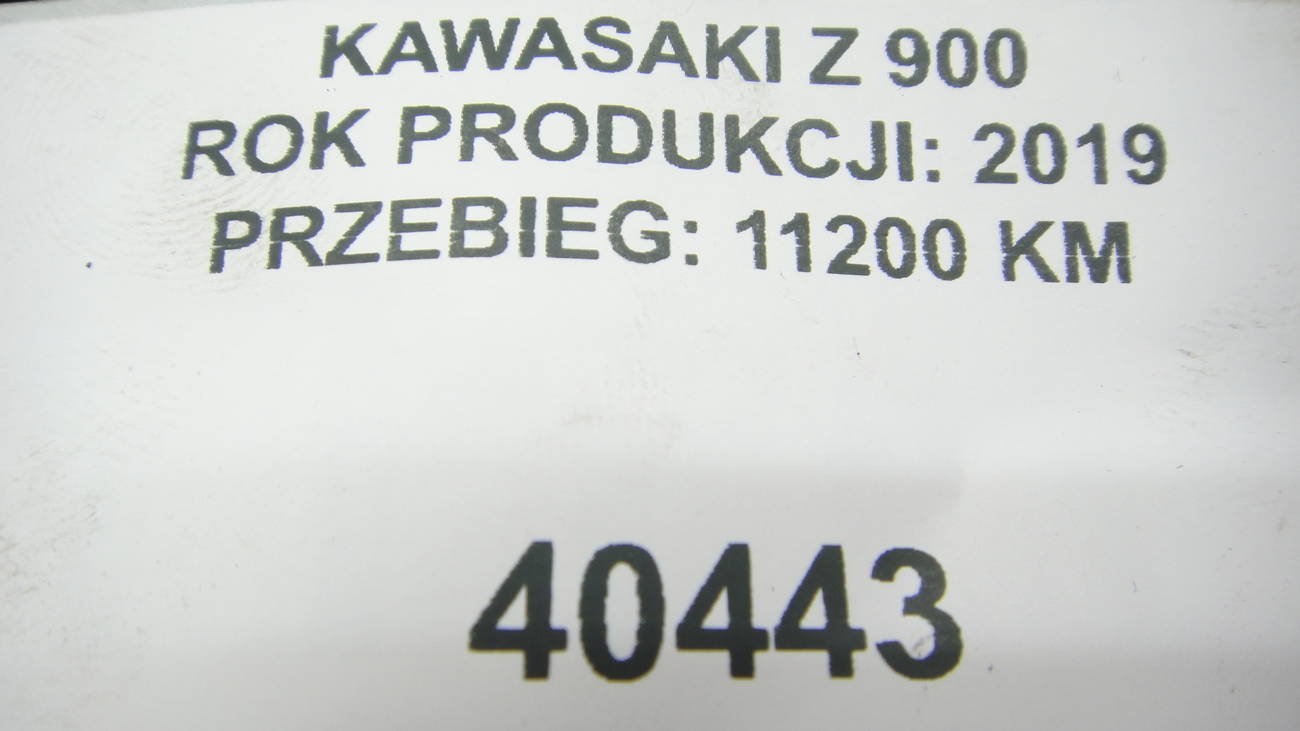 KAWASAKI Z 900
ROK PRODUKCJI: 2019
PRZEBIEG: 11200 KM
40443